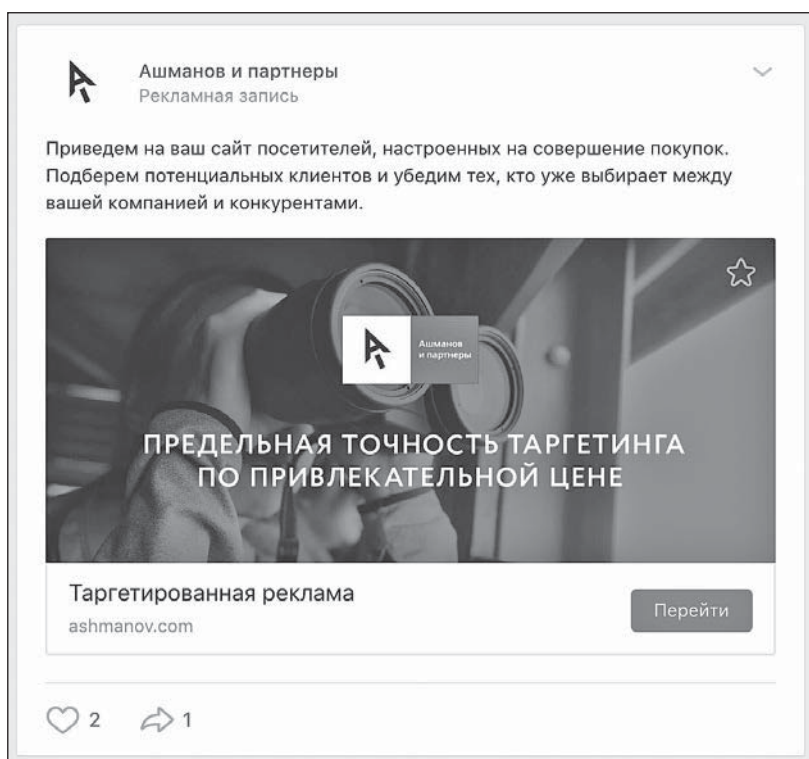 Ашманов и партнеры
Рекламная запись
Приведем на ваш сайт посетителей, настроенных на совершение покупок.
Подберем потенциальных клиентов и убедим тех, кто уже выбирает между
вашей компанией и конкурентами.
Ашманов
и партнеры
ПРЕДЕЛЬНАЯ ТОЧНОСТЬ ТАРГЕТИНГА
ПО ПРИВЛЕКАТЕЛЬНОЙ ЦЕНЕ
Таргетированная реклама
ashmanov.com
Перейти
2
1